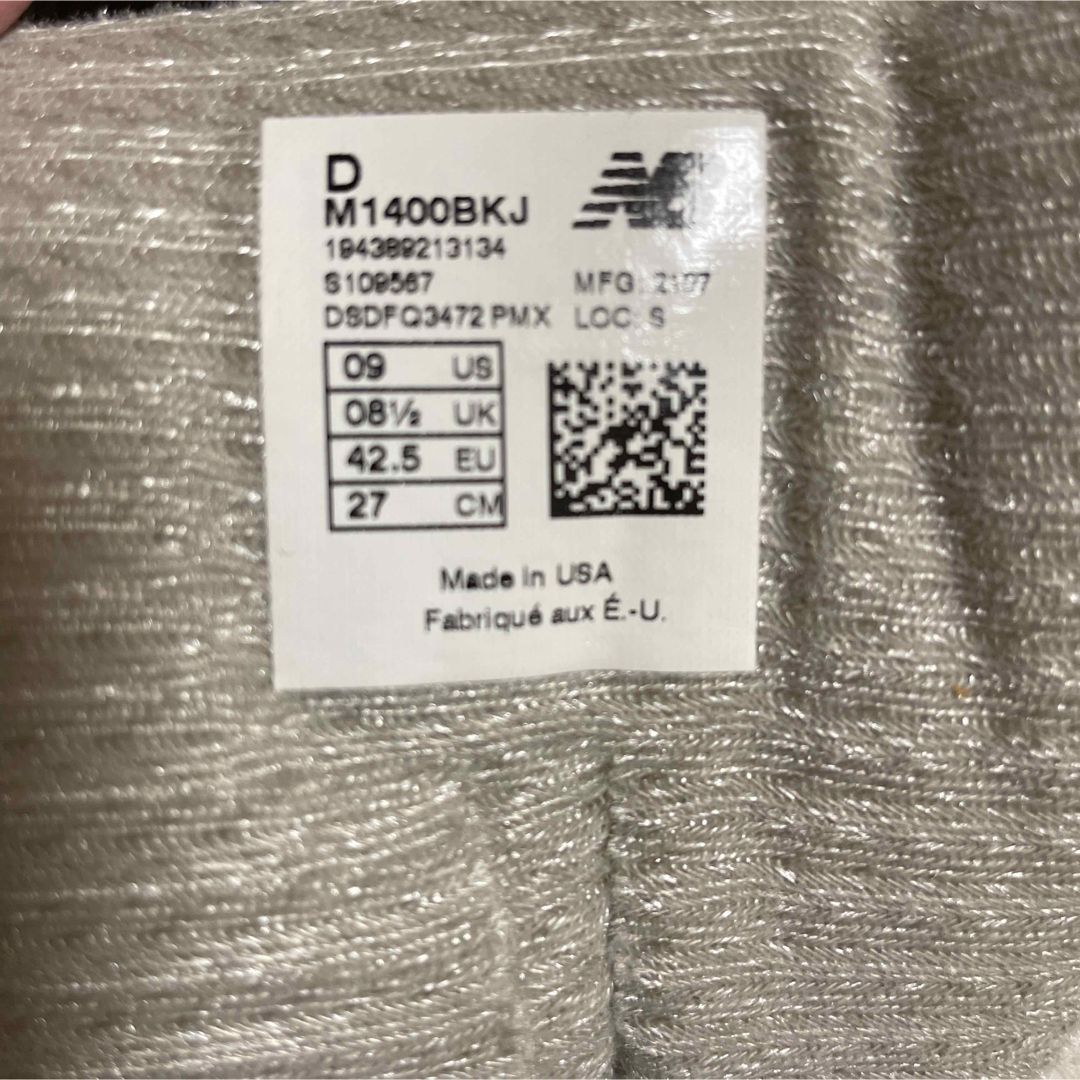 D
M1400BKJ
194389213134
S109567 MFG: 2107
DSDFQ3472 PMX LOC: S
09 US
08½ UK
42.5 EU
27 CM
Made in USA
Fabriqué aux É.-U.